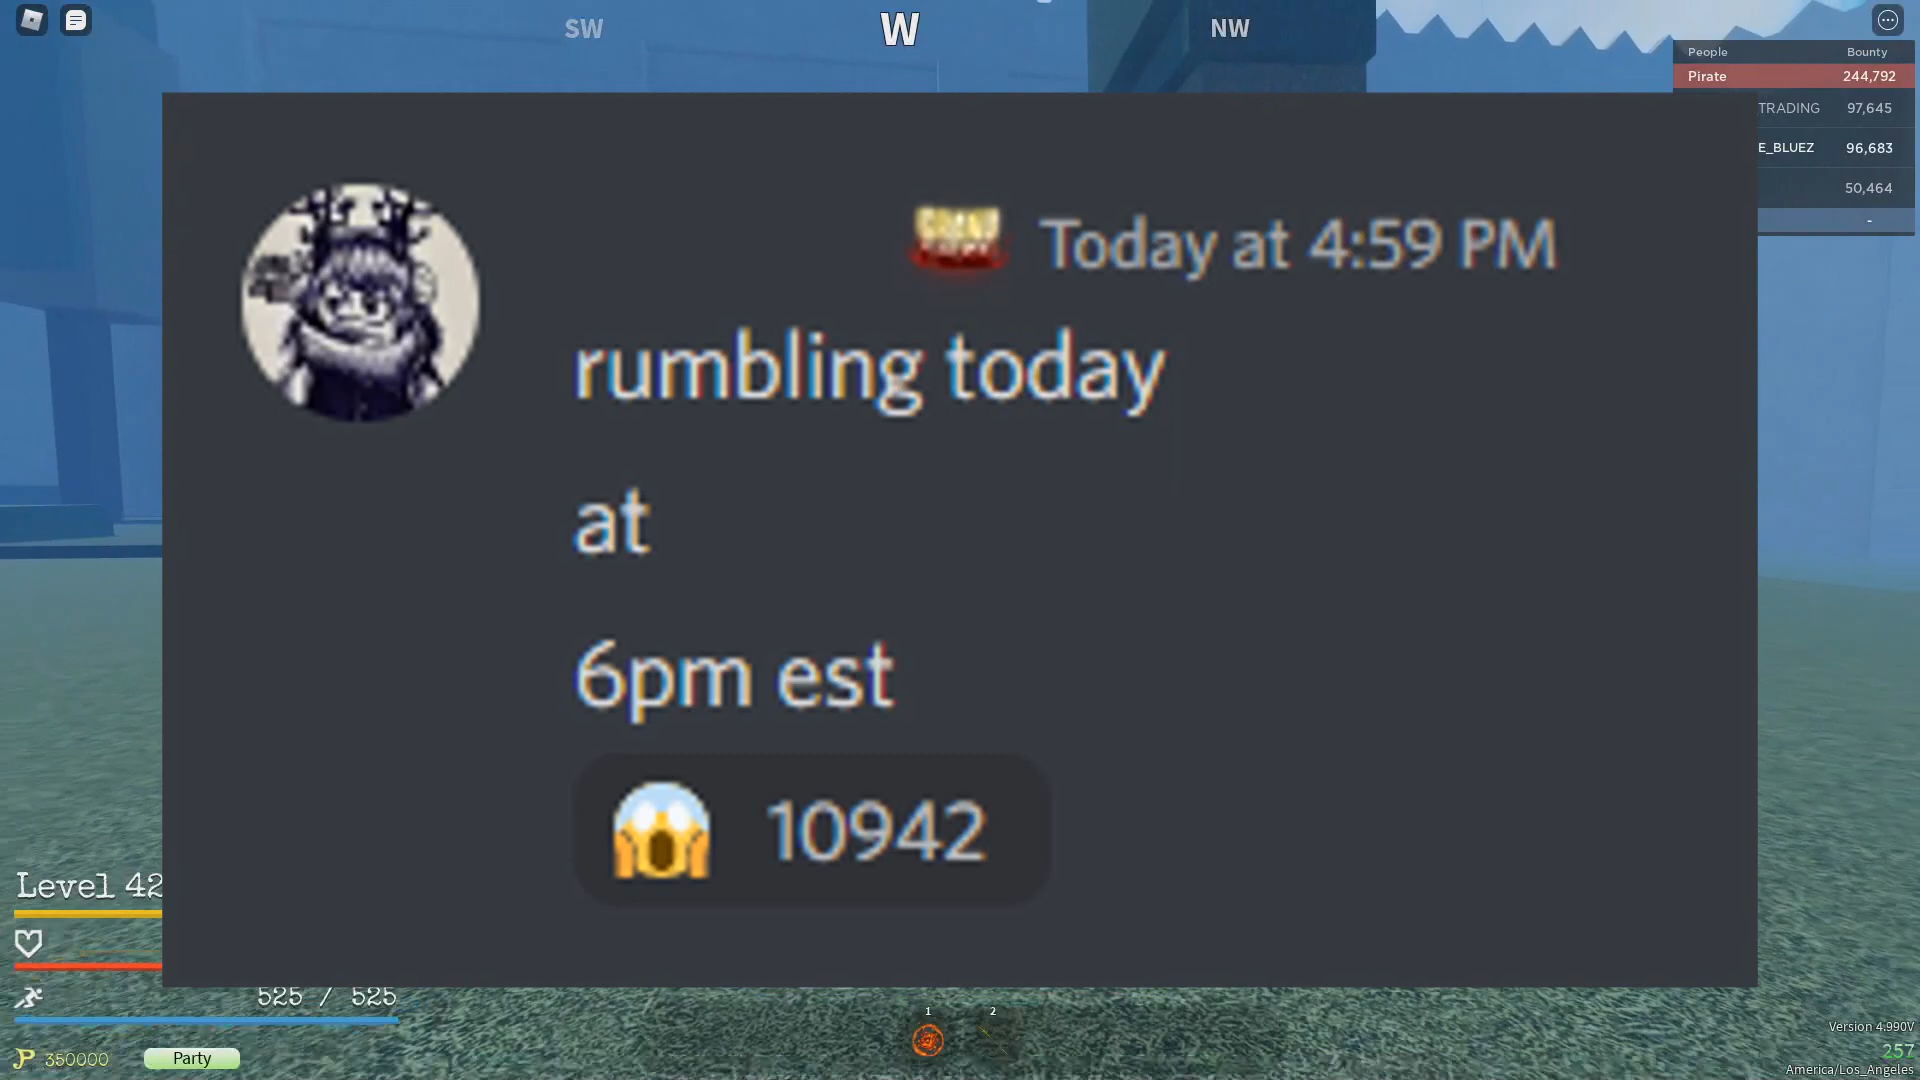 SW
W
NW
People Bounty
Pirate 244,792
TRADING 97,645
E_BLUEZ 96,683
50,464
-
Today at 4:59 PM
rumbling today
at
6pm est
😱 10942
Level 42
525 / 525
350000
Party
1
2
Version 4.990V
257
America/Los_Angeles